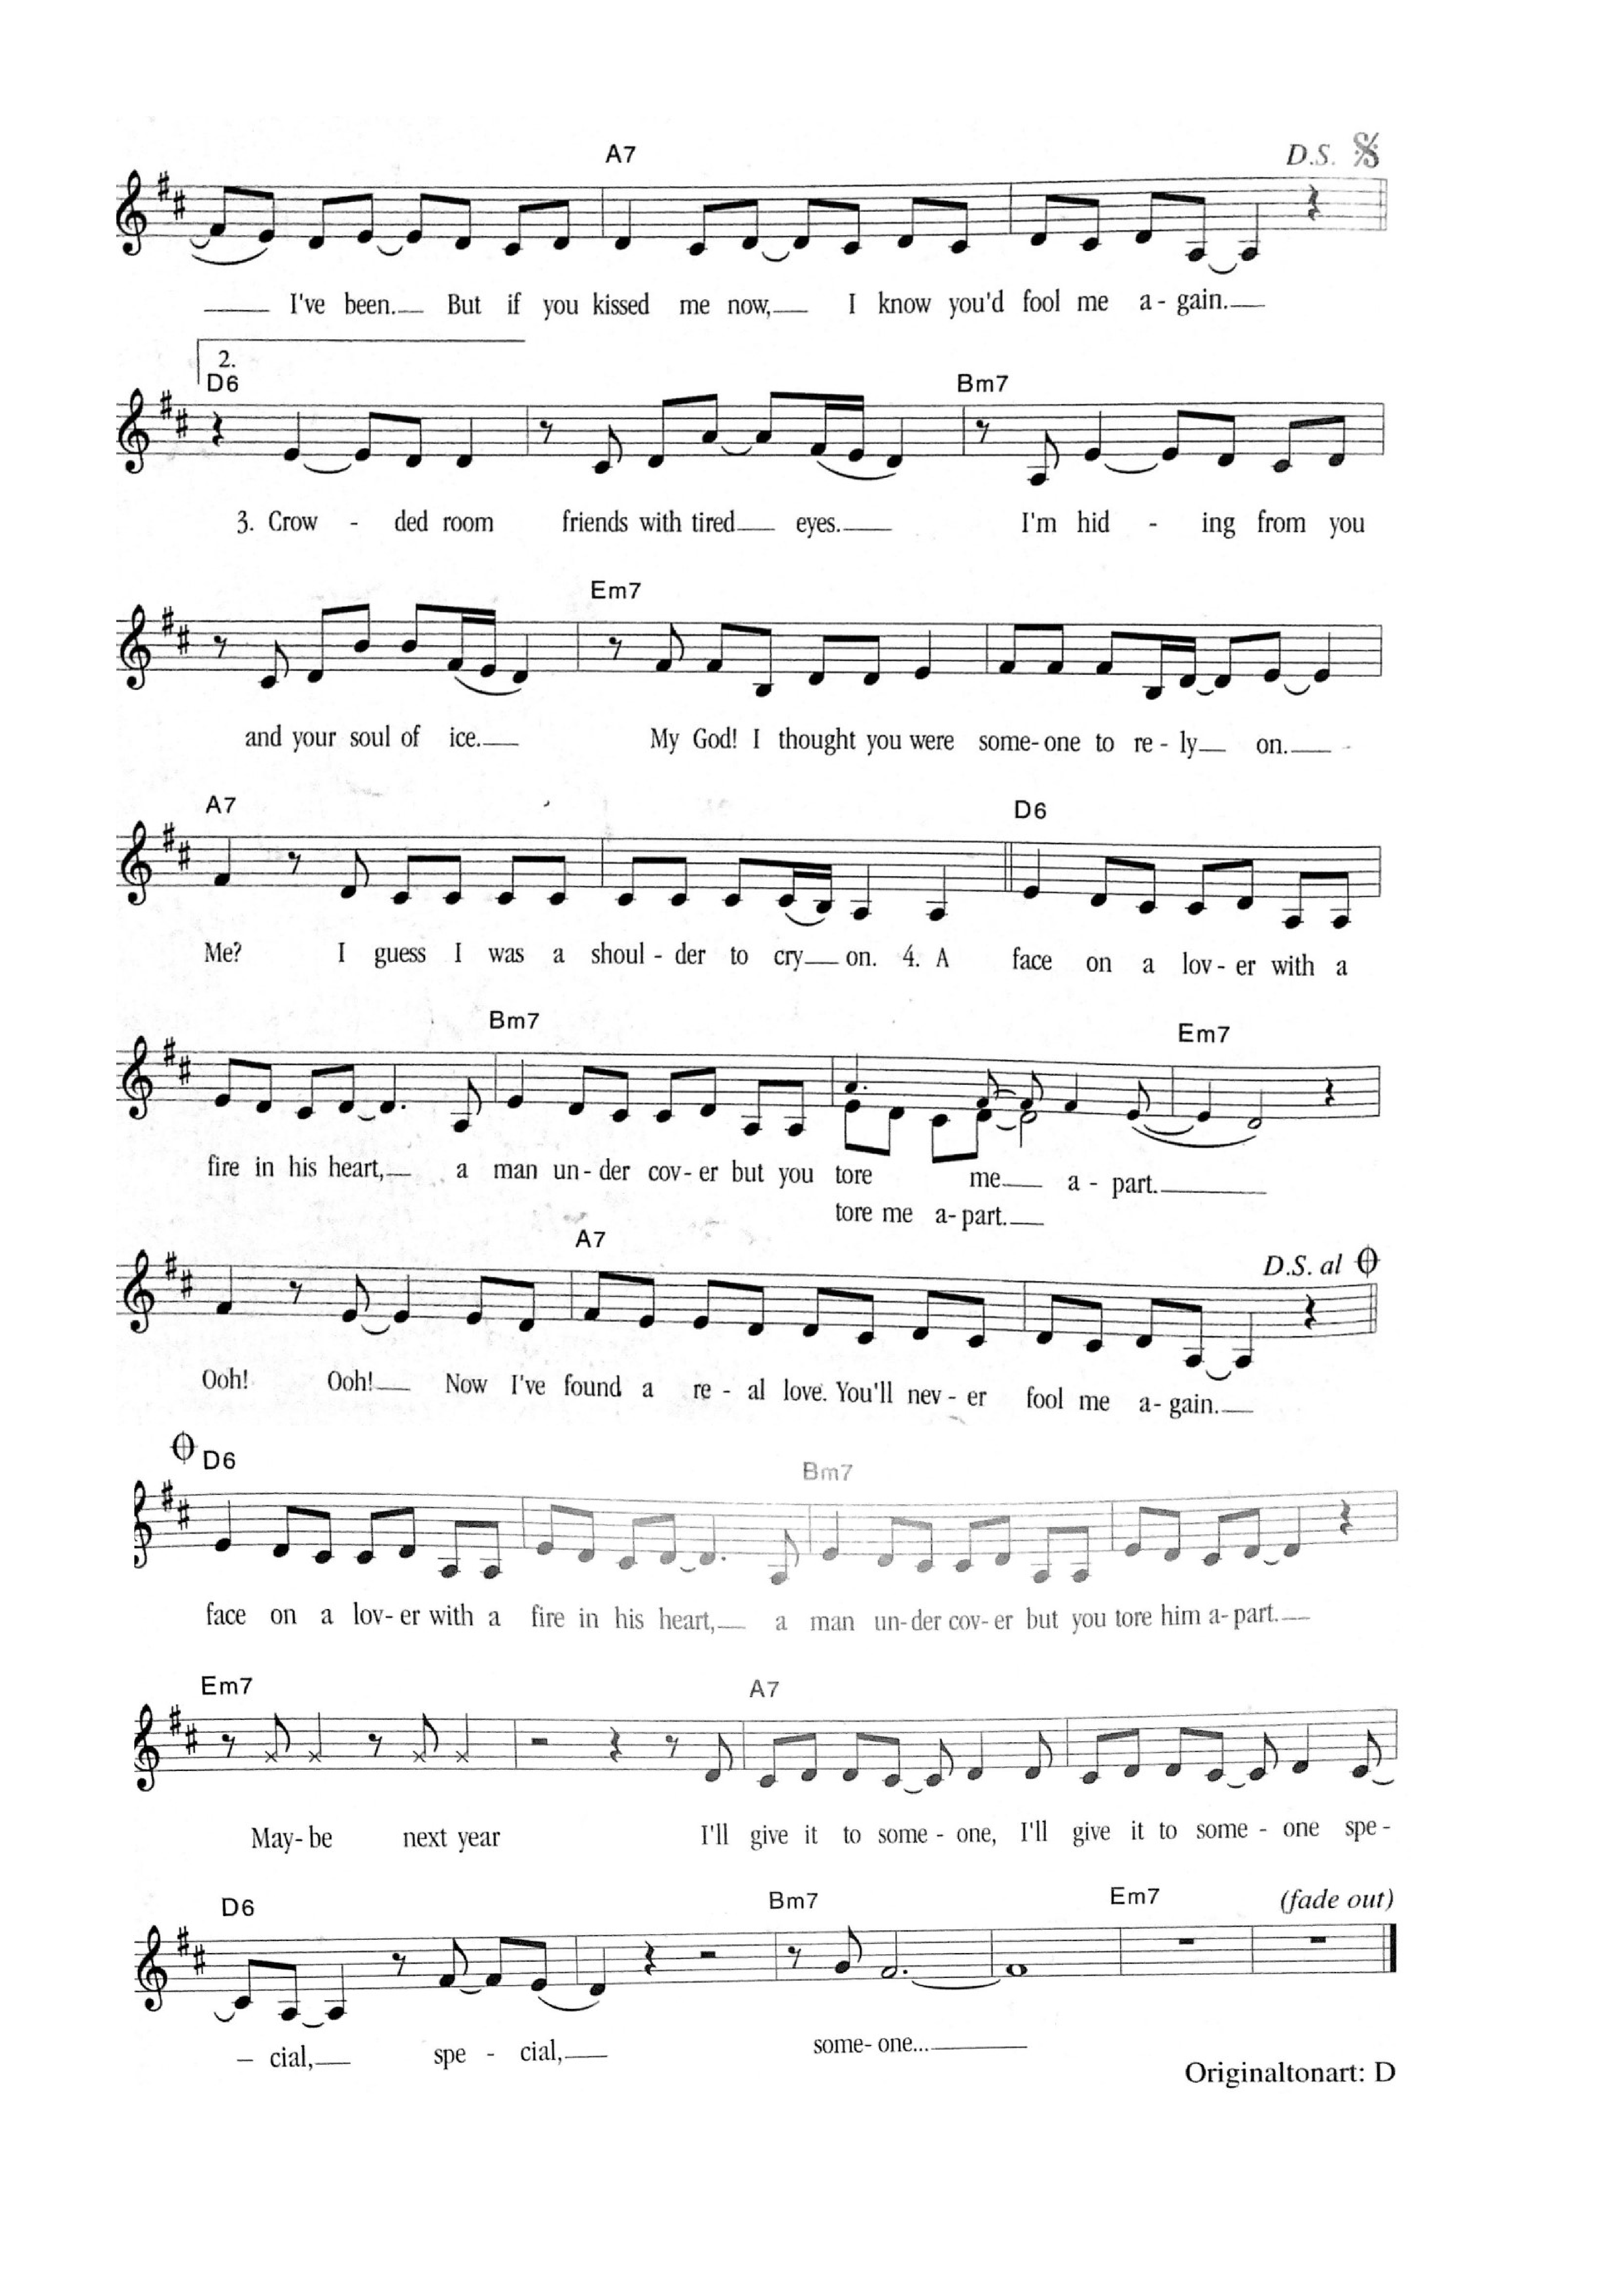 A7 D.S.
I've been. But if you kissed me now, I know you'd fool me a - gain.
2.
D6 Bm7
3. Crow - ded room friends with tired eyes. I'm hid - ing from you
Em7
and your soul of ice. My God! I thought you were some- one to re - ly on.
A7 D6
Me? I guess I was a shoul - der to cry on. 4. A face on a lov - er with a
Bm7 Em7
fire in his heart, a man un - der cov - er but you tore me a - part.
tore me a- part.
A7 D.S. al
Ooh! Ooh! Now I've found a re - al love. You'll nev - er fool me a- gain.
D6 Bm7
face on a lov- er with a fire in his heart, a man un- der cov- er but you tore him a- part.
Em7 A7
May- be next year I'll give it to some - one, I'll give it to some - one spe -
D6 Bm7 Em7 (fade out)
– cial, spe - cial, some- one...
Originaltonart: D